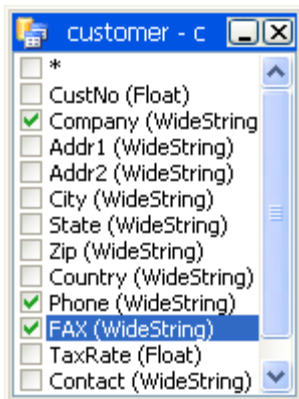 customer - c
*
CustNo (Float)
Company (WideString
Addr1 (WideString)
Addr2 (WideString)
City (WideString)
State (WideString)
Zip (WideString)
Country (WideString)
Phone (WideString)
FAX (WideString)
TaxRate (Float)
Contact (WideString)